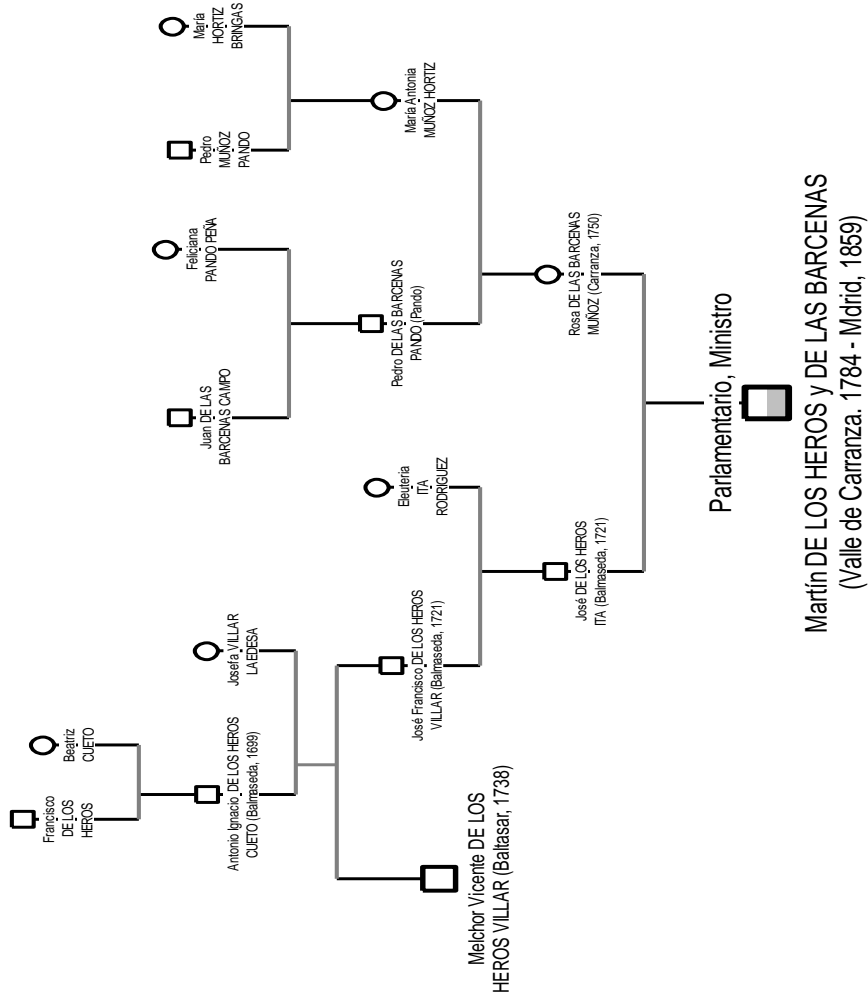 Francisco
DE LOS
HEROS
Beatriz
CUETO
Antonio Ignacio DE LOS HEROS
CUETO (Balmaseda, 1699)
Josefa VILLAR
LAEDESA
Melchor Vicente DE LOS
HEROS VILLAR (Baltasar, 1738)
José Francisco DE LOS HEROS
VILLAR (Balmaseda, 1721)
Eleuteria
ITA
RODRIGUEZ
José DE LOS HEROS
ITA (Balmaseda, 1721)
Juan DE LAS
BARCENAS CAMPO
Feliciana
PANDO PEÑA
Pedro
MUÑOZ
PANDO
María
HORTIZ
BRINGAS
Pedro DE LAS BARCENAS
PANDO (Pando)
María Antonia
MUÑOZ HORTIZ
Rosa DE LAS BARCENAS
MUÑOZ (Carranza, 1750)
Parlamentario, Ministro
Martín DE LOS HEROS y DE LAS BARCENAS
(Valle de Carranza. 1784 - Mdrid, 1859)